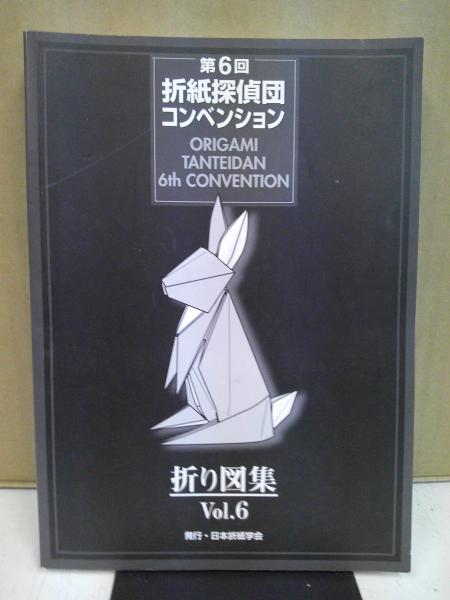 第6回
折紙探偵団
コンベンション
ORIGAMI
TANTEIDAN
6th CONVENTION
折り図集
Vol.6
発行・日本折紙学会